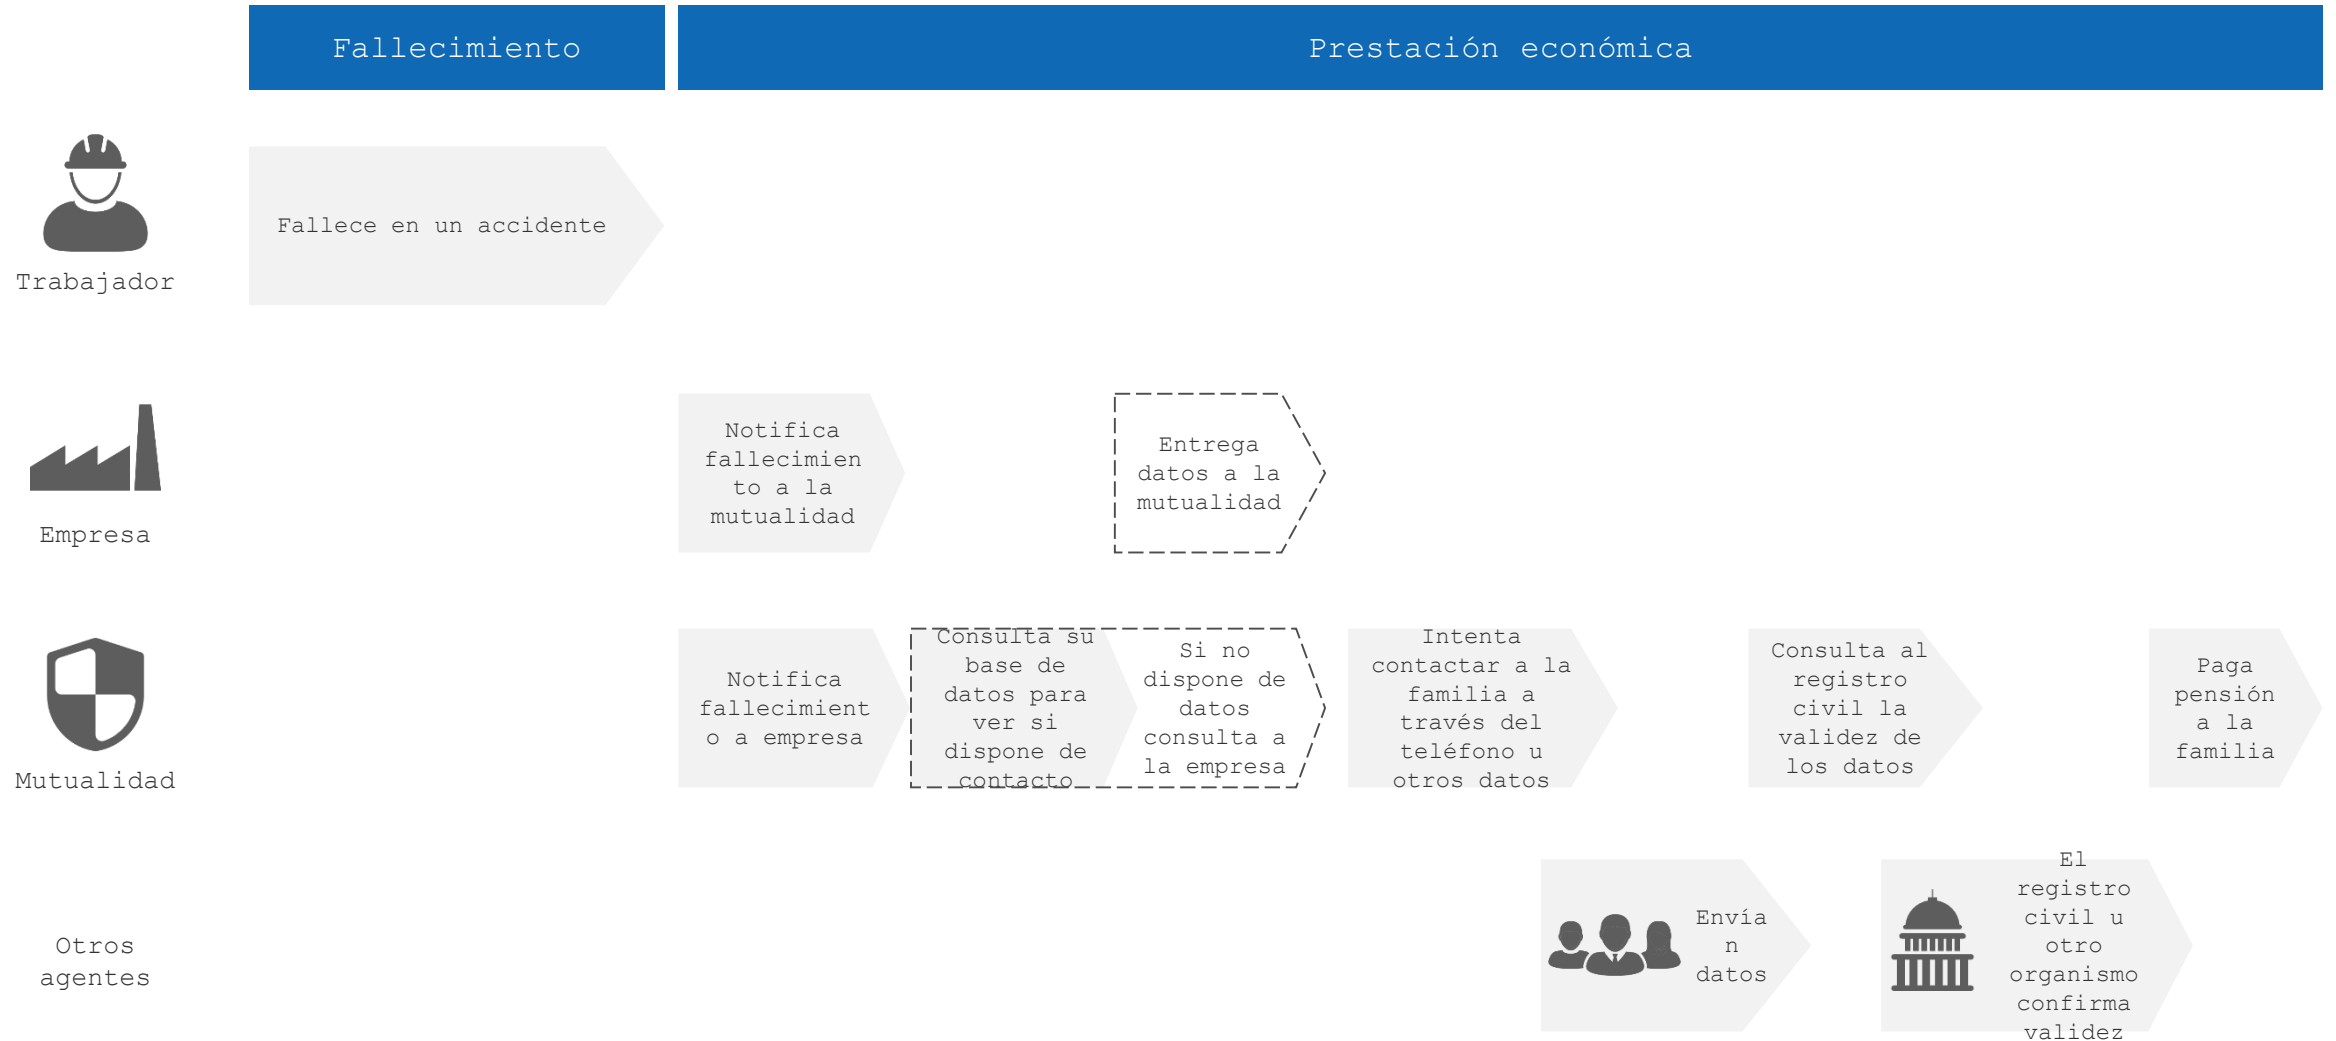 Fallecimiento
Prestación económica
Fallece en un accidente
Trabajador
Notifica
fallecimien
to a la
mutualidad
Entrega
datos a la
mutualidad
Empresa
Notifica
fallecimient
o a empresa
Consulta su
base de
datos para
ver si
dispone de
contacto
Si no
dispone de
datos
consulta a
la empresa
Intenta
contactar a la
familia a
través del
teléfono u
otros datos
Consulta al
registro
civil la
validez de
los datos
Paga
pensión
a la
familia
Mutualidad
Otros
agentes
Envía
n
datos
El
registro
civil u
otro
organismo
confirma
validez